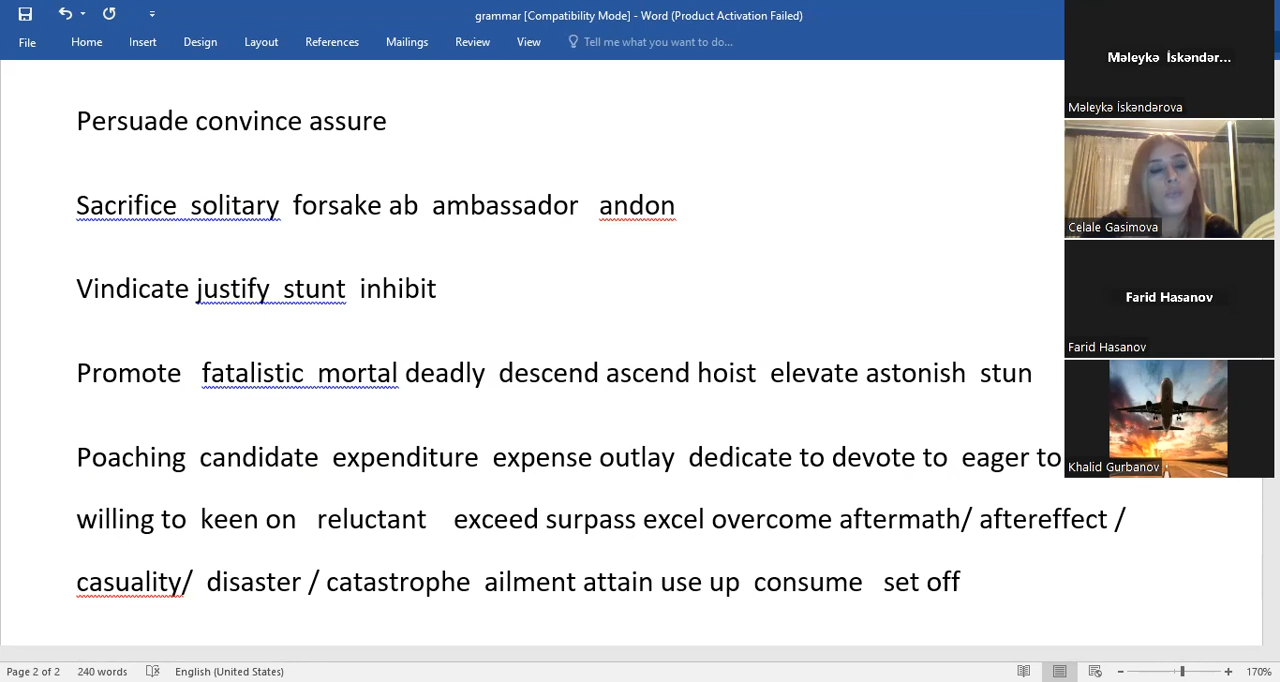 grammar [Compatibility Mode] - Word (Product Activation Failed)
File Home Insert Design Layout References Mailings Review View Tell me what you want to do...
Persuade convince assure
Sacrifice solitary forsake ab ambassador andon
Vindicate justify stunt inhibit
Promote fatalistic mortal deadly descend ascend hoist elevate astonish stun
Poaching candidate expenditure expense outlay dedicate to devote to eager to
willing to keen on reluctant exceed surpass excel overcome aftermath/ aftereffect /
casuality/ disaster / catastrophe ailment attain use up consume set off
Məleykə İskəndər...
Məleykə İskəndərova
Celale Gasimova
Farid Hasanov
Farid Hasanov
Khalid Gurbanov
Page 2 of 2 240 words English (United States) 170%